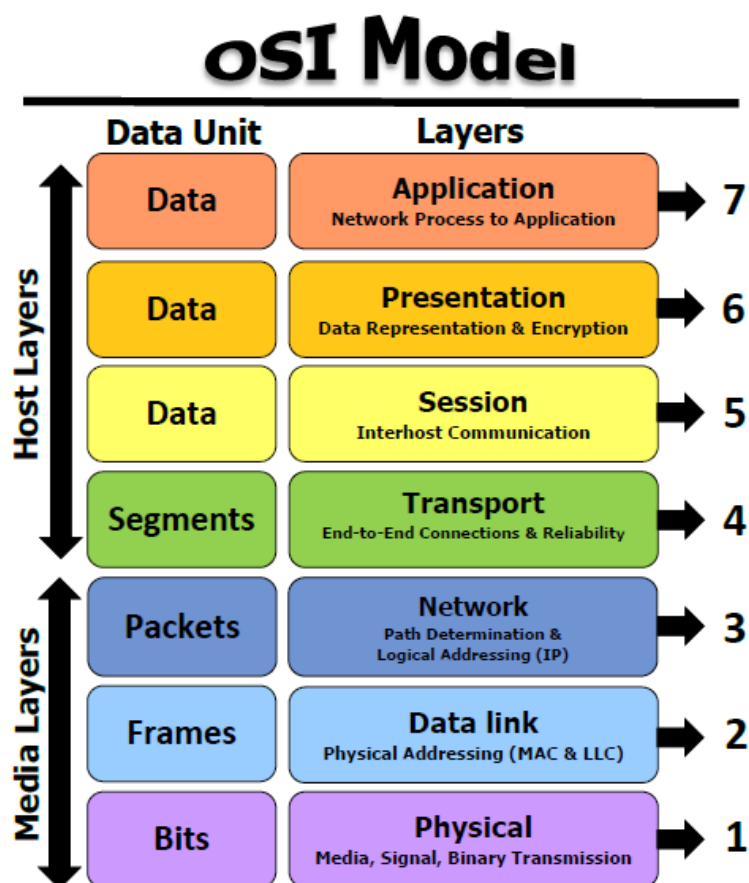 OSI Model
Data Unit
Layers
Host Layers
Data
Application
Network Process to Application
7
Data
Presentation
Data Representation & Encryption
6
Data
Session
Interhost Communication
5
Segments
Transport
End-to-End Connections & Reliability
4
Media Layers
Packets
Network
Path Determination &
Logical Addressing (IP)
3
Frames
Data link
Physical Addressing (MAC & LLC)
2
Bits
Physical
Media, Signal, Binary Transmission
1